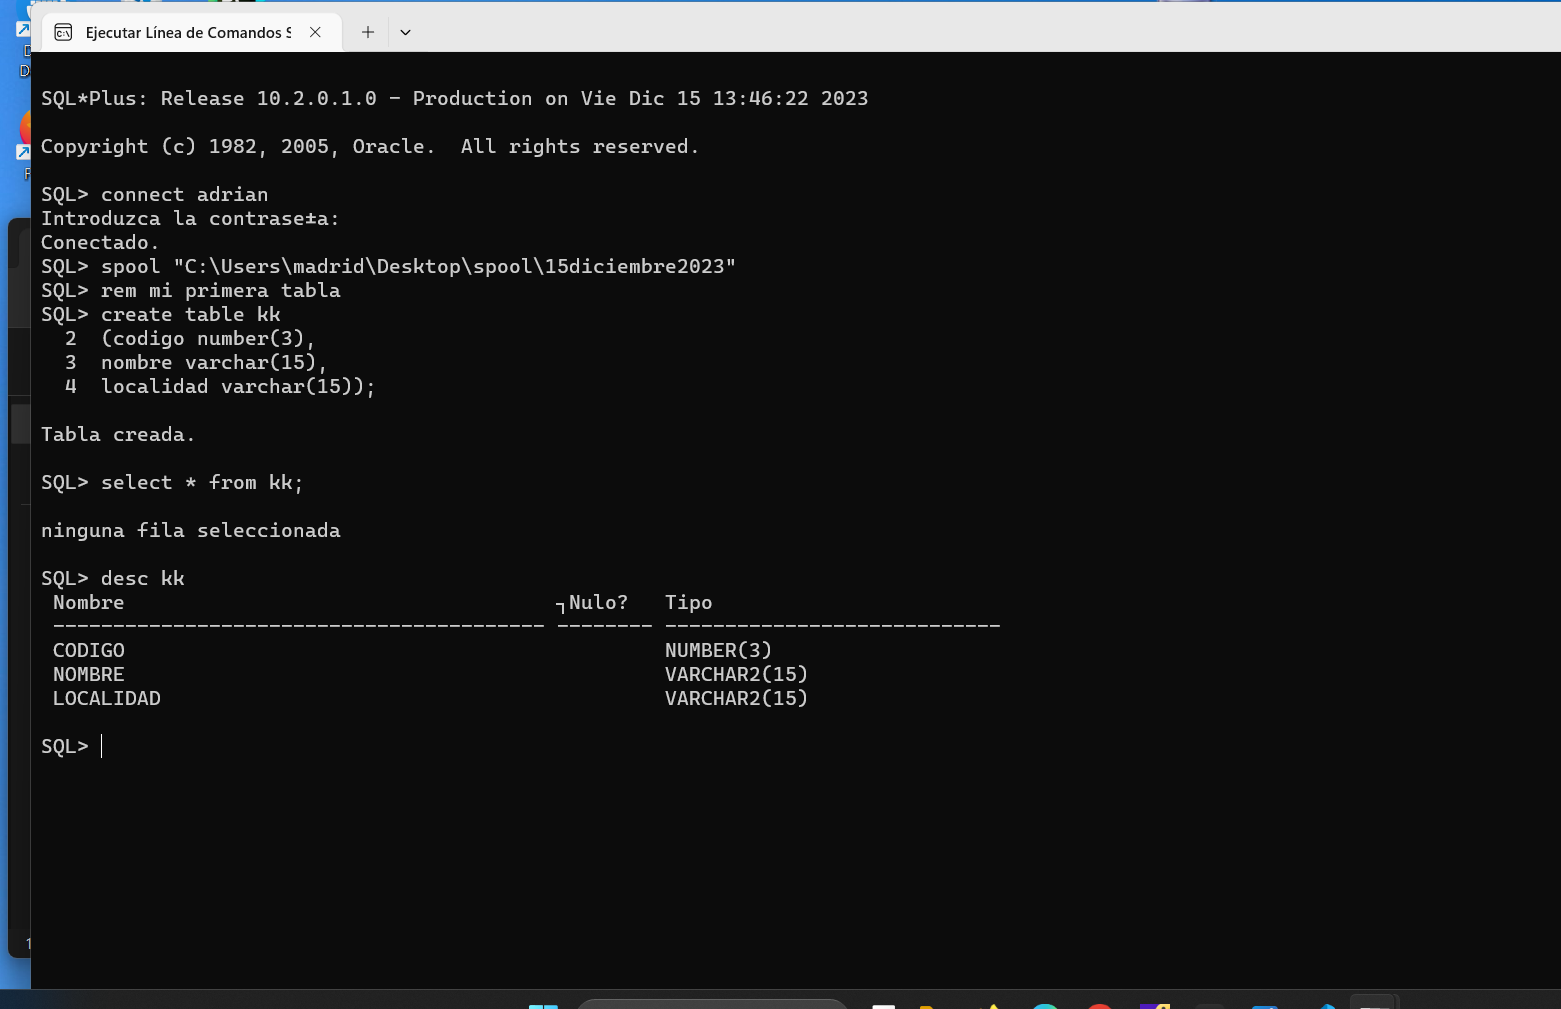 Ejecutar Línea de Comandos S
SQL*Plus: Release 10.2.0.1.0 - Production on Vie Dic 15 13:46:22 2023
Copyright (c) 1982, 2005, Oracle.  All rights reserved.
SQL> connect adrian
Introduzca la contrase±a:
Conectado.
SQL> spool "C:\Users\madrid\Desktop\spool\15diciembre2023"
SQL> rem mi primera tabla
SQL> create table kk
  2  (codigo number(3),
  3  nombre varchar(15),
  4  localidad varchar(15));
Tabla creada.
SQL> select * from kk;
ninguna fila seleccionada
SQL> desc kk
 Nombre                                    ┐Nulo?   Tipo
 ----------------------------------------- -------- ----------------------------
 CODIGO                                             NUMBER(3)
 NOMBRE                                             VARCHAR2(15)
 LOCALIDAD                                          VARCHAR2(15)
SQL>